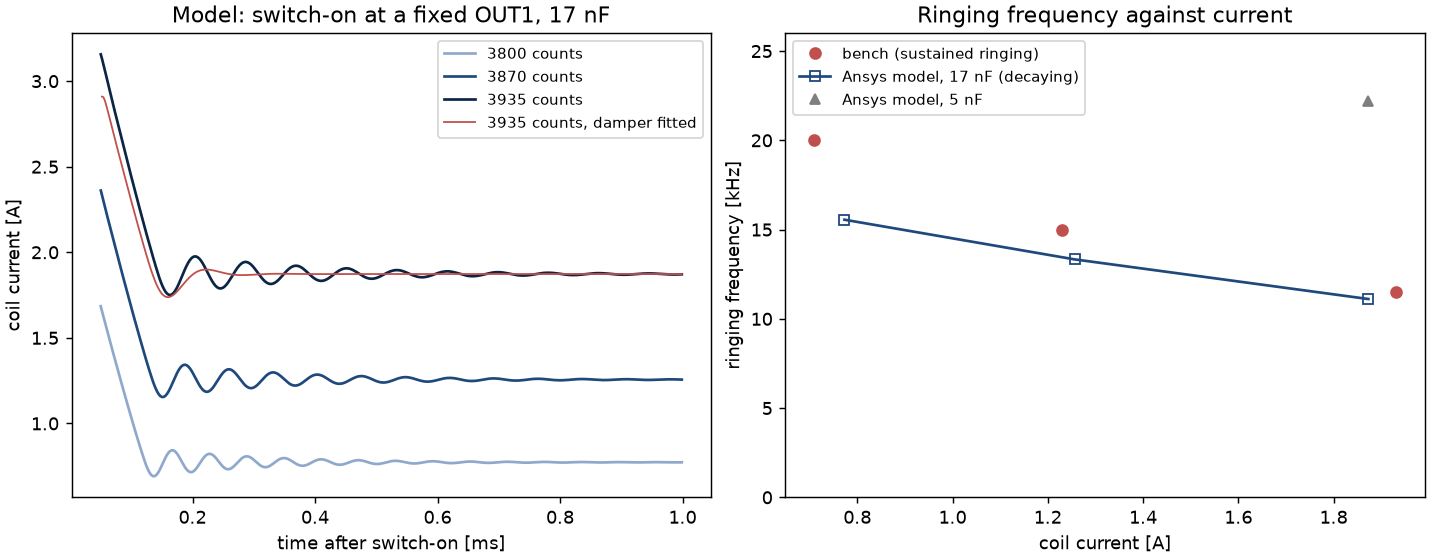 Model: switch-on at a fixed OUT1, 17 nF
3800 counts
3870 counts
3935 counts
3935 counts, damper fitted
coil current [A]
3.0
2.5
2.0
1.5
1.0
0.2
0.4
0.6
0.8
1.0
time after switch-on [ms]
Ringing frequency against current
bench (sustained ringing)
Ansys model, 17 nF (decaying)
Ansys model, 5 nF
ringing frequency [kHz]
25
20
15
10
5
0
0.8
1.0
1.2
1.4
1.6
1.8
coil current [A]